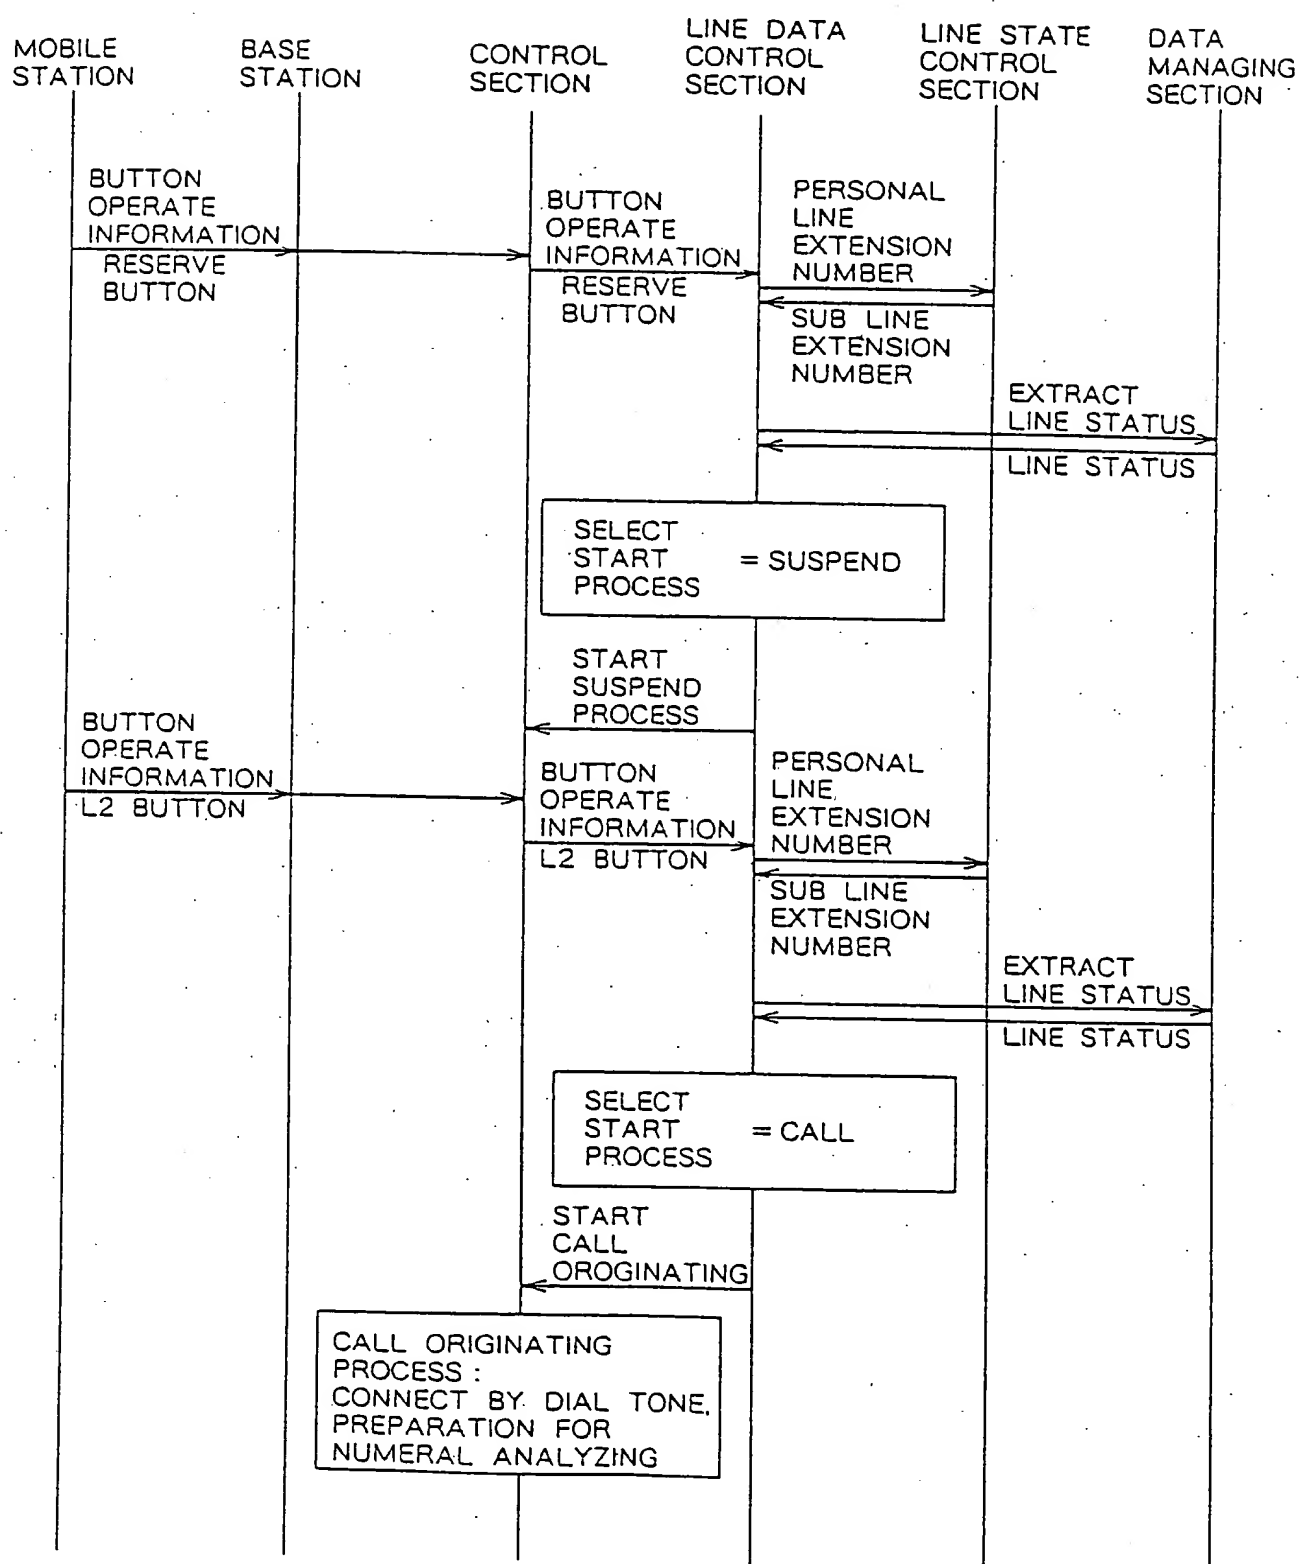 MOBILE
STATION
BASE
STATION
CONTROL
SECTION
LINE DATA
CONTROL
SECTION
LINE STATE
CONTROL
SECTION
DATA
MANAGING
SECTION
BUTTON
OPERATE
INFORMATION
RESERVE
BUTTON
BUTTON
OPERATE
INFORMATION
RESERVE
BUTTON
PERSONAL
LINE
EXTENSION
NUMBER
SUB LINE
EXTENSION
NUMBER
EXTRACT
LINE STATUS
LINE STATUS
SELECT
START
PROCESS
= SUSPEND
START
SUSPEND
PROCESS
BUTTON
OPERATE
INFORMATION
L2 BUTTON
BUTTON
OPERATE
INFORMATION
L2 BUTTON
PERSONAL
LINE
EXTENSION
NUMBER
SUB LINE
EXTENSION
NUMBER
EXTRACT
LINE STATUS
LINE STATUS
SELECT
START
PROCESS
= CALL
START
CALL
OROGINATING
CALL ORIGINATING
PROCESS :
CONNECT BY DIAL TONE,
PREPARATION FOR
NUMERAL ANALYZING